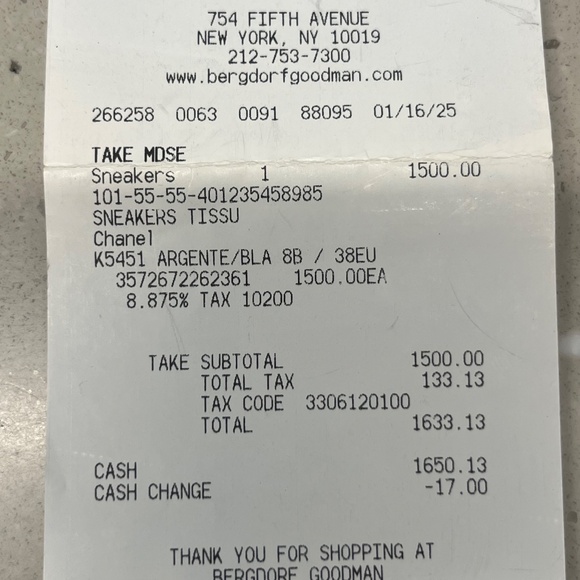 754 FIFTH AVENUE
NEW YORK, NY 10019
212-753-7300
www.bergdorfgoodman.com
266258 0063 0091 88095 01/16/25
TAKE MDSE
Sneakers 1 1500.00
101-55-55-401235458985
SNEAKERS TISSU
Chanel
K5451 ARGENTE/BLA 8B / 38EU
3572672262361 1500.00EA
8.875% TAX 10200
TAKE SUBTOTAL 1500.00
TOTAL TAX 133.13
TAX CODE 3306120100
TOTAL 1633.13
CASH 1650.13
CASH CHANGE -17.00
THANK YOU FOR SHOPPING AT
BERGDORF GOODMAN